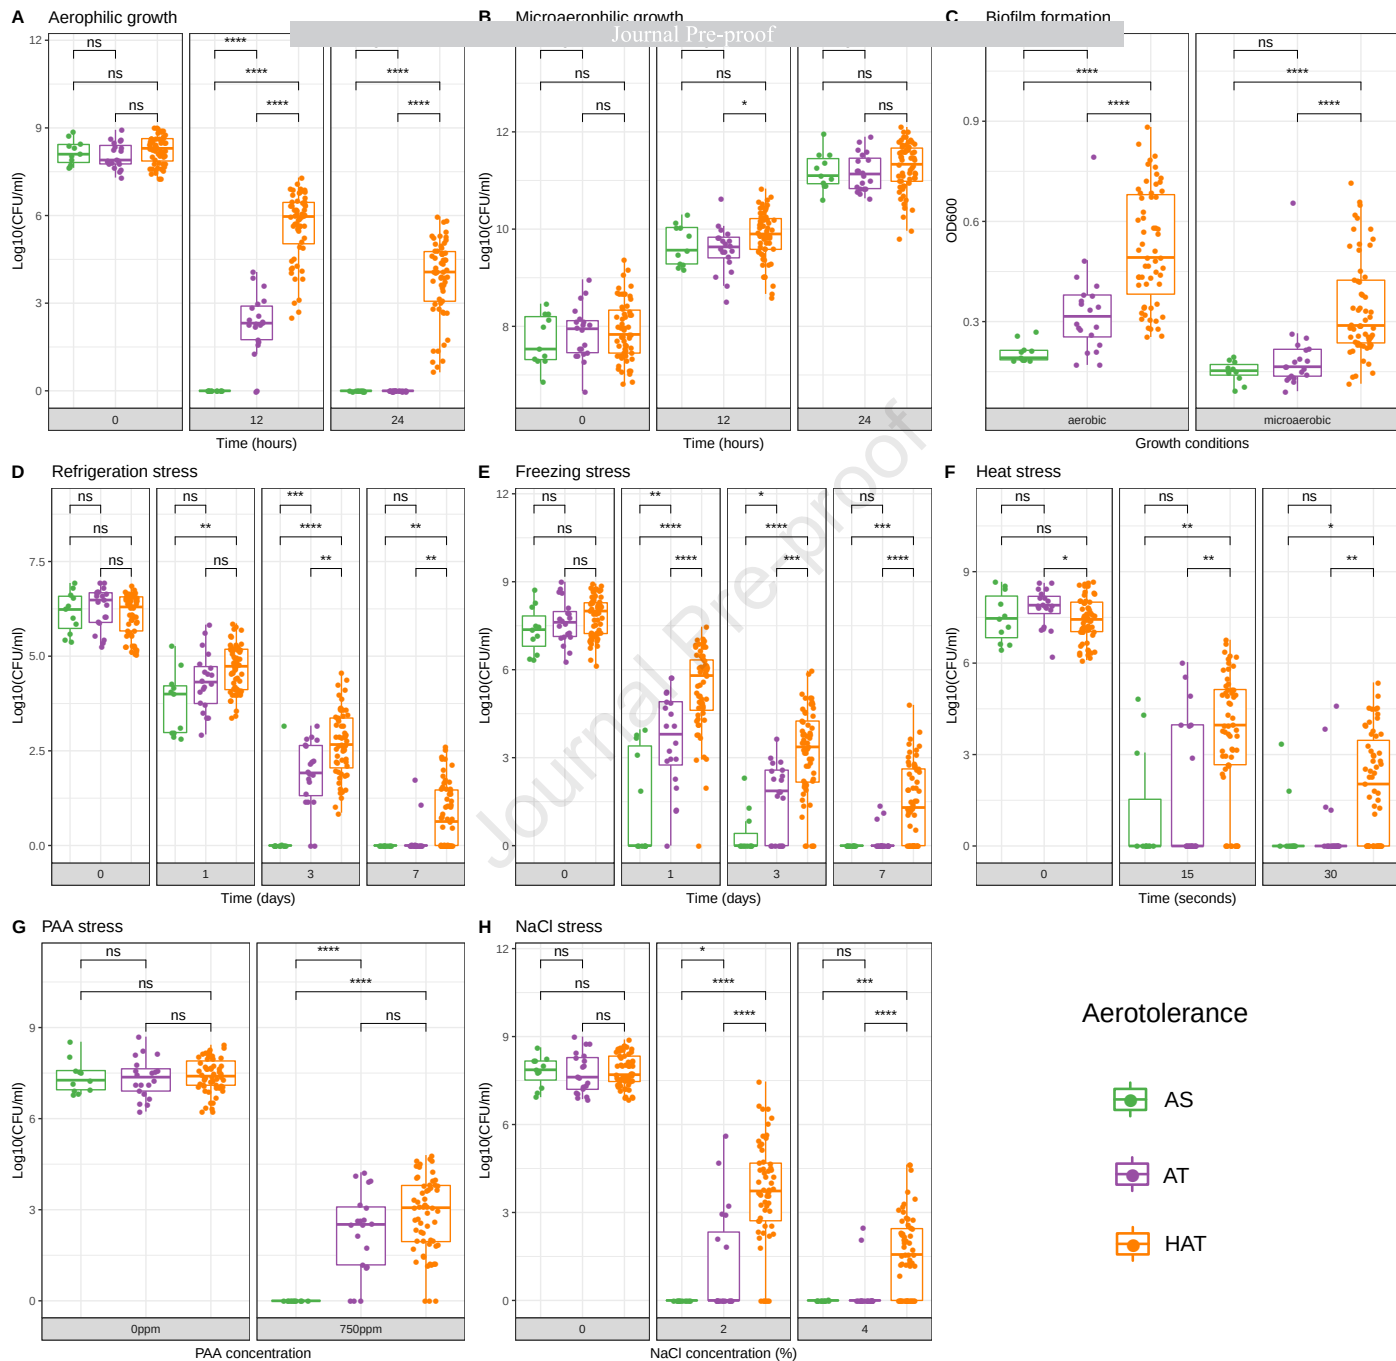 Journal Pre-proof
A Aerophilic growth
B Microaerophilic growth
C Biofilm formation
12
9
6
3
0
Log10(CFU/ml)
ns
ns
ns
****
****
****
****
****
0
12
24
Time (hours)
12
10
8
Log10(CFU/ml)
ns
ns
ns
*
ns
ns
0
12
24
Time (hours)
0.9
0.6
0.3
OD600
****
****
ns
****
****
aerobic
microaerobic
Growth conditions
D Refrigeration stress
E Freezing stress
F Heat stress
7.5
5.0
2.5
0.0
Log10(CFU/ml)
ns
ns
ns
ns
**
ns
***
****
**
ns
**
**
0
1
3
7
Time (days)
12
9
6
3
0
Log10(CFU/ml)
ns
ns
ns
**
****
****
*
****
***
ns
***
****
0
1
3
7
Time (days)
9
6
3
0
Log10(CFU/ml)
ns
ns
*
ns
**
**
ns
*
**
0
15
30
Time (seconds)
Journal Pre-proof
G PAA stress
H NaCl stress
9
6
3
0
Log10(CFU/ml)
ns
ns
ns
****
****
ns
0ppm
750ppm
PAA concentration
12
9
6
3
0
Log10(CFU/ml)
ns
ns
ns
*
****
****
ns
***
****
0
2
4
NaCl concentration (%)
Aerotolerance
AS
AT
HAT